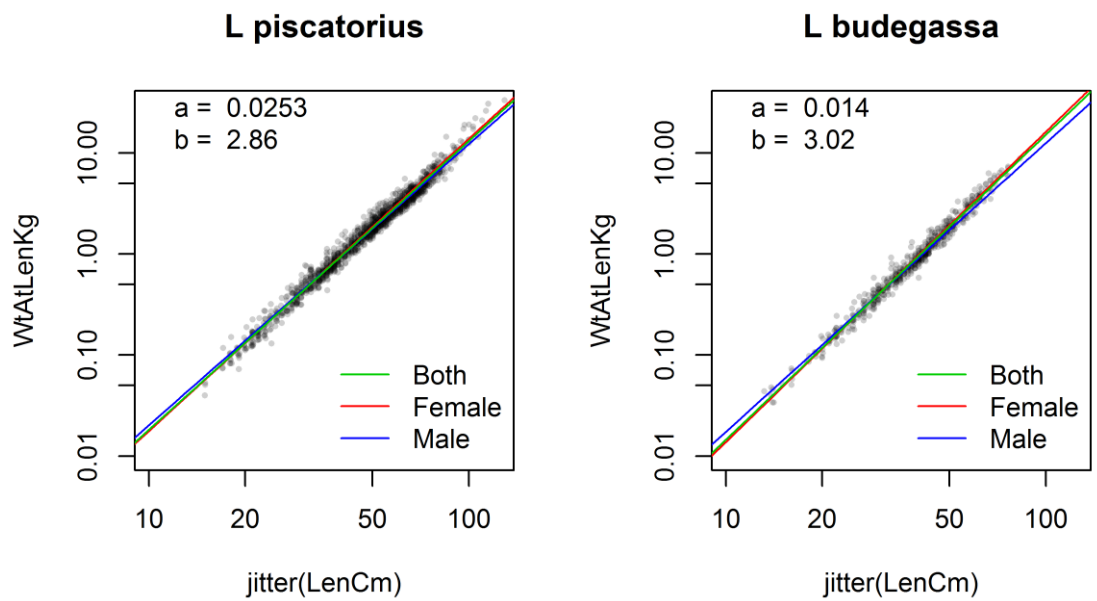 L piscatorius
a = 0.0253
b = 2.86
WtAtLenKg
10.00
1.00
0.10
0.01
Both
Female
Male
10 20 50 100
jitter(LenCm)
L budegassa
a = 0.014
b = 3.02
WtAtLenKg
10.00
1.00
0.10
0.01
Both
Female
Male
10 20 50 100
jitter(LenCm)